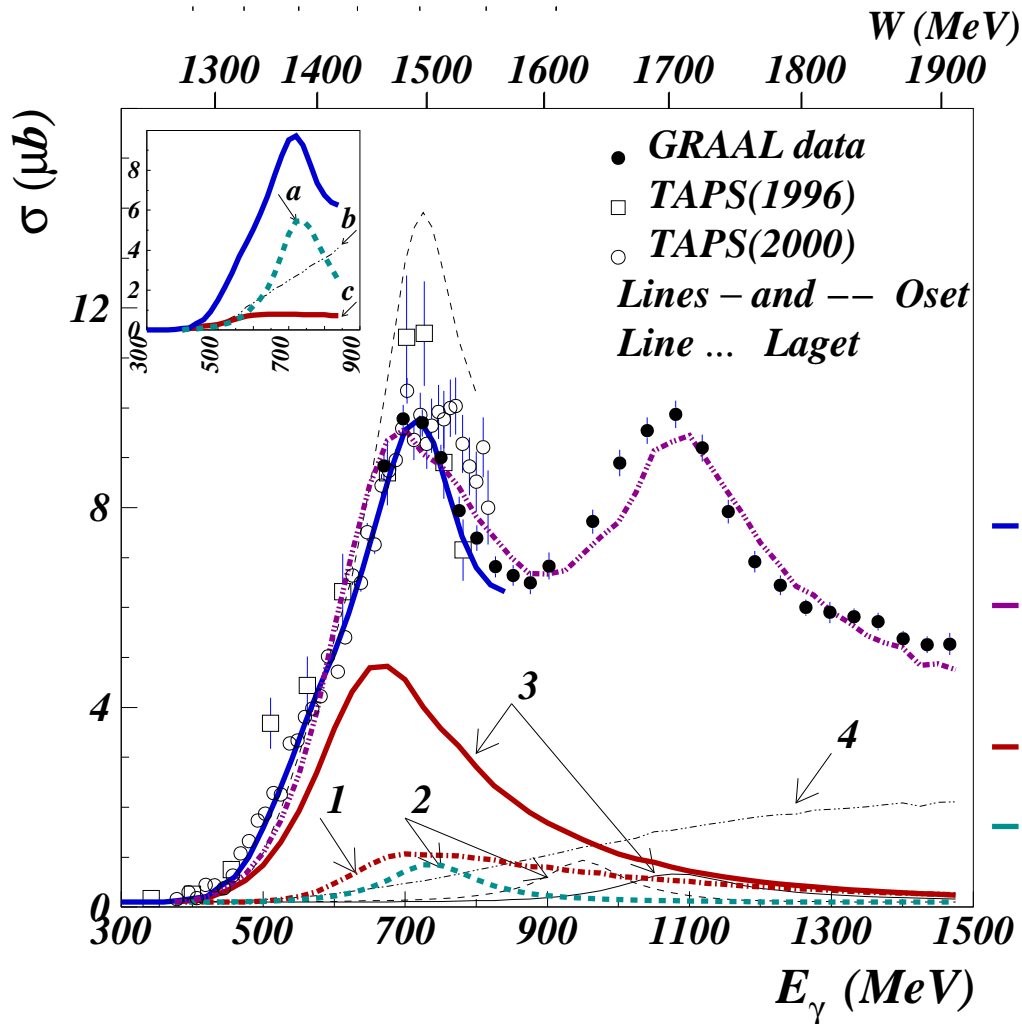 W (MeV)
1300 1400 1500 1600 1700 1800 1900
σ (μb)
GRAAL data
TAPS(1996)
TAPS(2000)
Lines – and –– Oset
Line ... Laget
8
6
4
2
0
300 500 700 900
a
b
c
12
8
4
0
1
2
3
4
300 500 700 900 1100 1300 1500
Eγ (MeV)